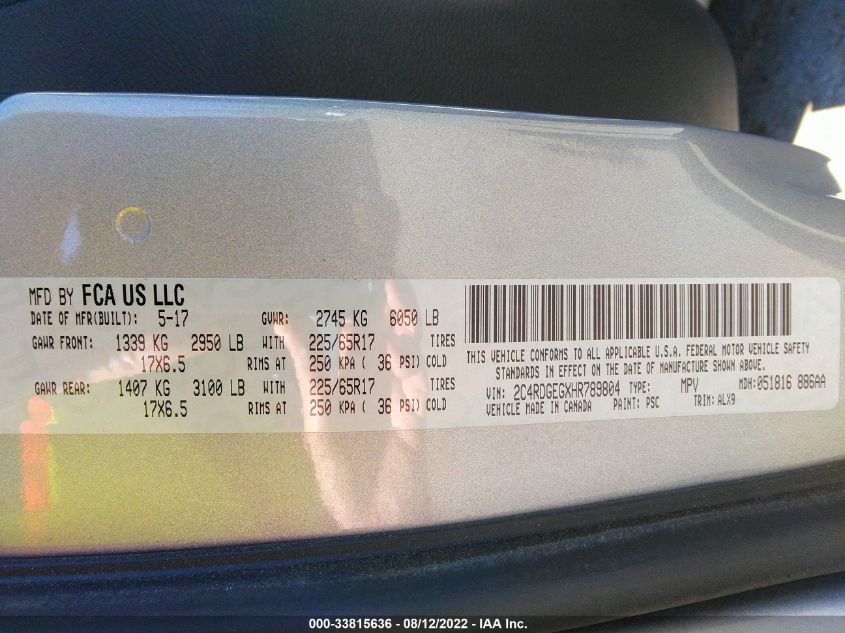 MFD BY FCA US LLC
DATE OF MFR(BUILT): 5-17 GVWR: 2745 KG 6050 LB
GAWR FRONT: 1339 KG 2950 LB WITH 225/65R17 TIRES
17X6.5 RIMS AT 250 KPA ( 36 PSI) COLD
GAWR REAR: 1407 KG 3100 LB WITH 225/65R17 TIRES
17X6.5 RIMS AT 250 KPA ( 36 PSI) COLD
THIS VEHICLE CONFORMS TO ALL APPLICABLE U.S.A. FEDERAL MOTOR VEHICLE SAFETY
STANDARDS IN EFFECT ON THE DATE OF MANUFACTURE SHOWN ABOVE.
VIN: 2C4RDGEGXHR789804 TYPE: MPV MDH:051816 886AA
VEHICLE MADE IN CANADA PAINT: PSC TRIM: ALX9
000-33815636 - 08/12/2022 - IAA Inc.